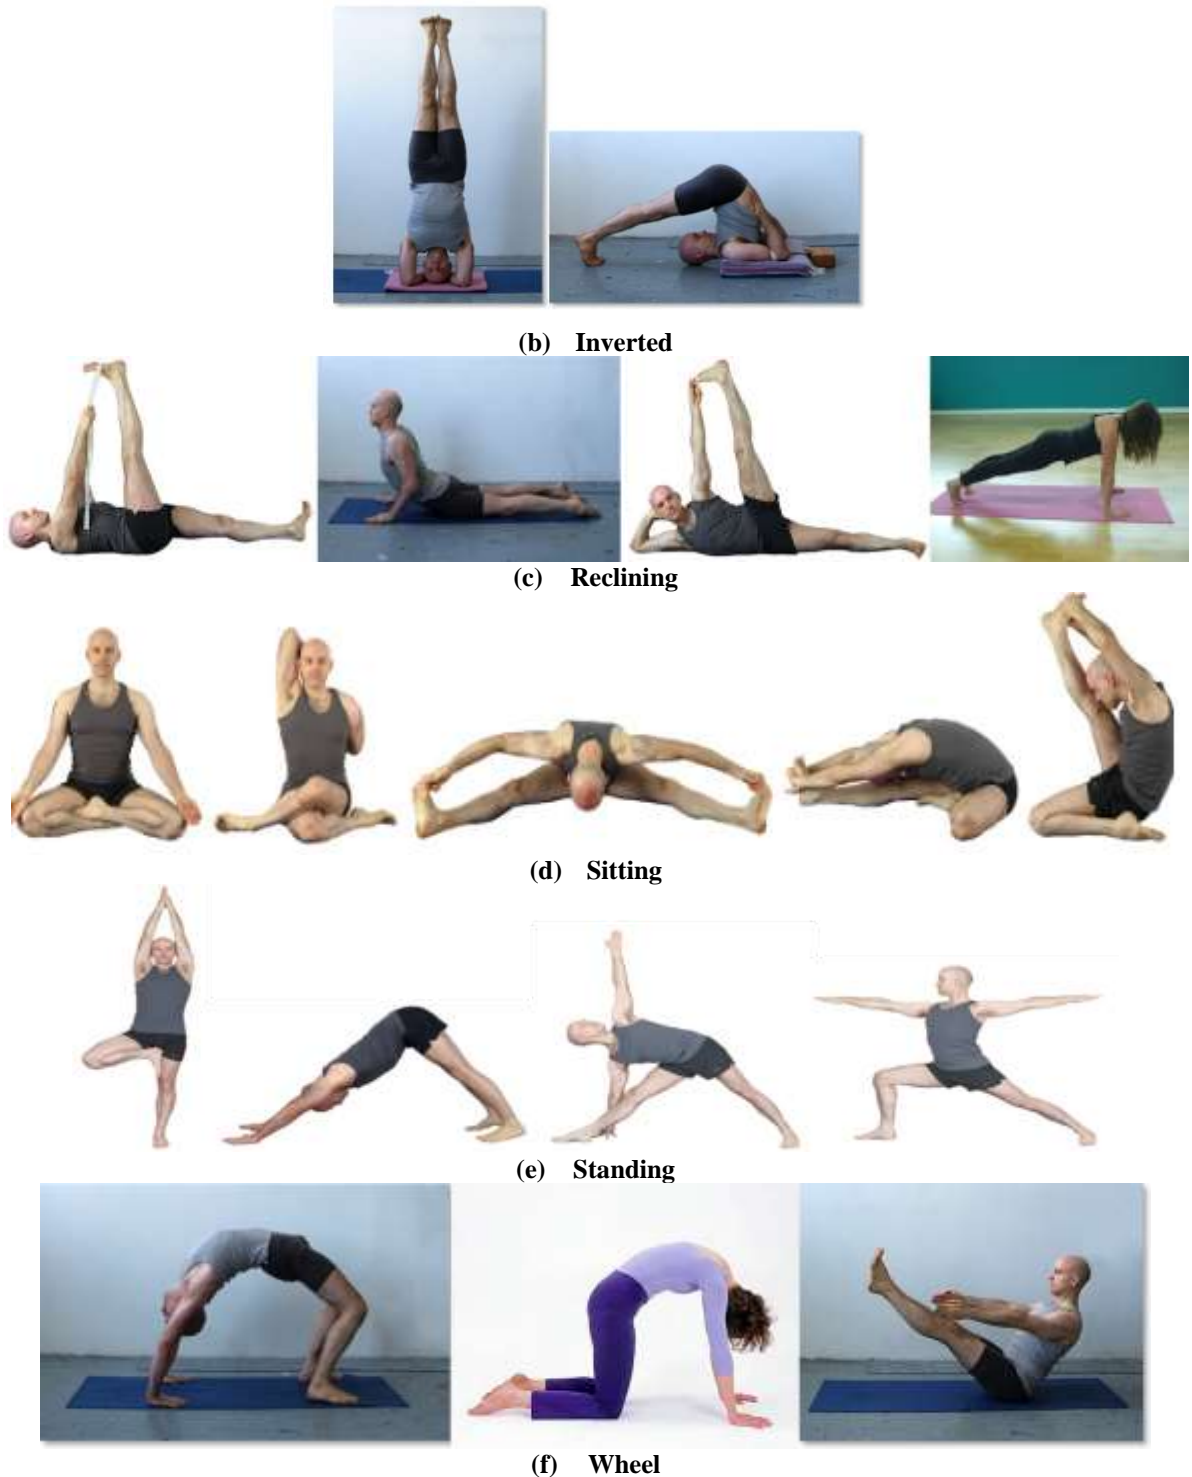 (b) Inverted
(c) Reclining
(d) Sitting
(e) Standing
(f) Wheel